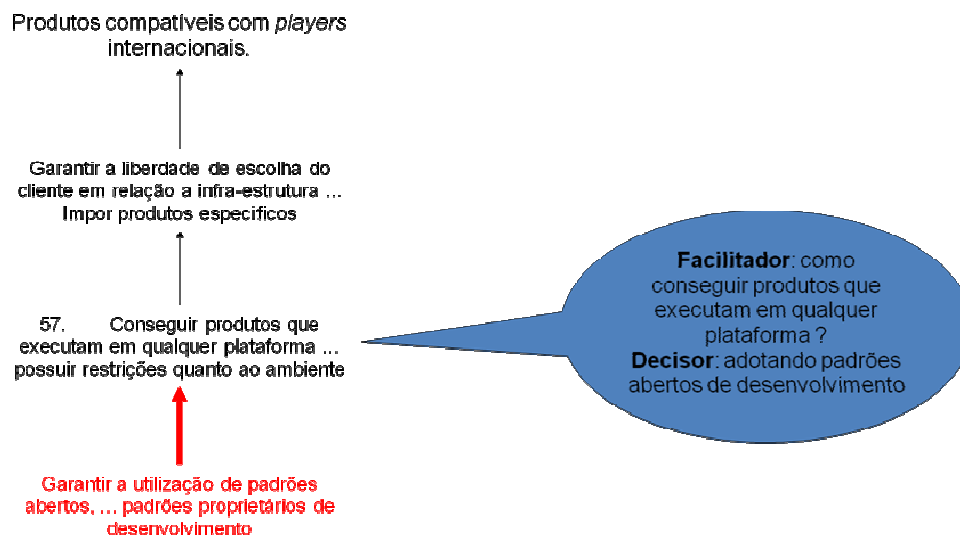 Produtos compatíveis com players
internacionais.
Garantir a liberdade de escolha do
cliente em relação a infra-estrutura ...
Impor produtos especificos
57. Conseguir produtos que
executam em qualquer plataforma ...
possuir restrições quanto ao ambiente
Garantir a utilização de padrões
abertos, ... padrões proprietários de
desenvolvimento
Facilitador: como
conseguir produtos que
executam em qualquer
plataforma ?
Decisor: adotando padrões
abertos de desenvolvimento